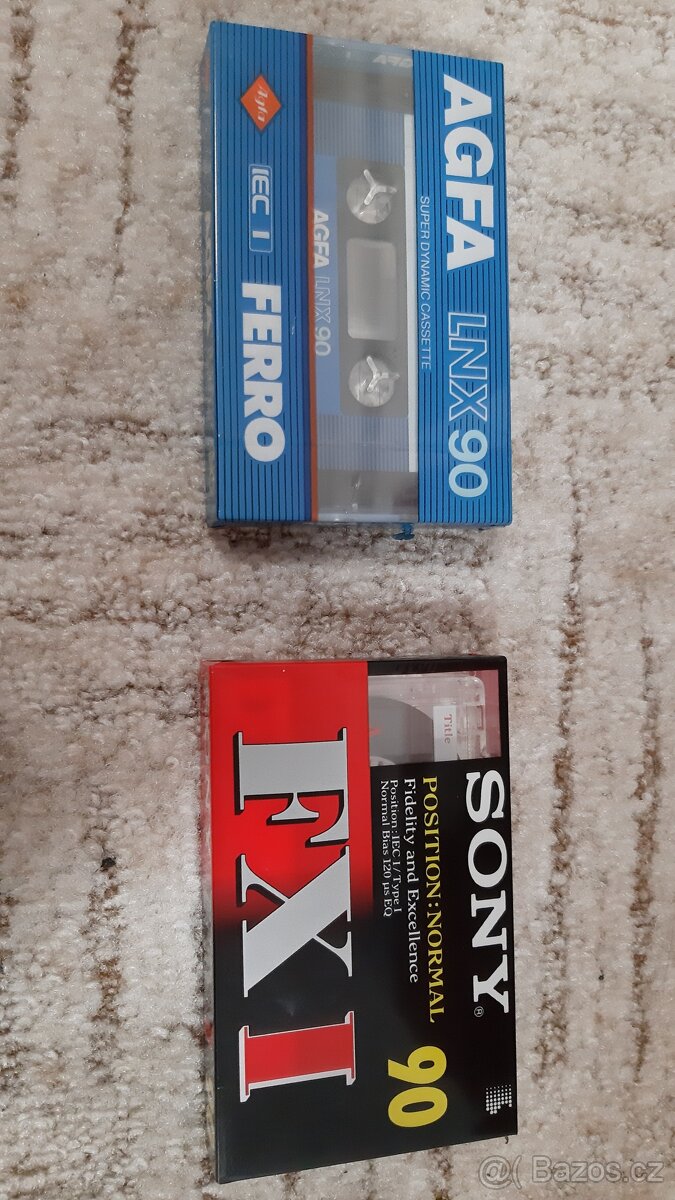 AGFA LNX 90
SUPER DYNAMIC CASSETTE
AGFA LNX 90
Agfa
IEC I
FERRO
SONY®
POSITION:NORMAL
Fidelity and Excellence
Position:IEC I/Type I
Normal Bias 120 µs EQ
90
Title
FX I
@( Bazos.cz